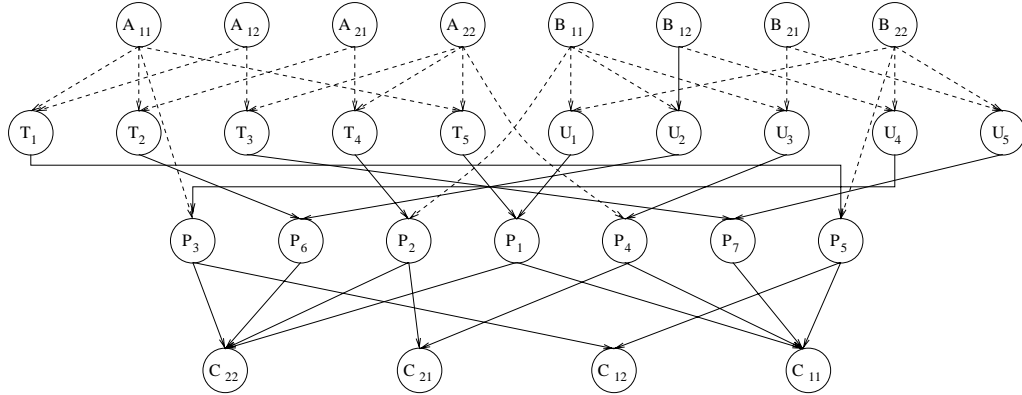 A 11 A 12 A 21 A 22 B 11 B 12 B 21 B 22
T 1 T 2 T 3 T 4 T 5 U 1 U 2 U 3 U 4 U 5
P 3 P 6 P 2 P 1 P 4 P 7 P 5
C 22 C 21 C 12 C 11